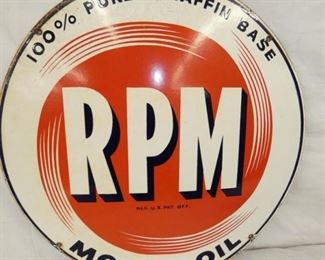 100% PURE PARAFFIN BASE
RPM
REG. U.S. PAT. OFF.
MOTOR OIL